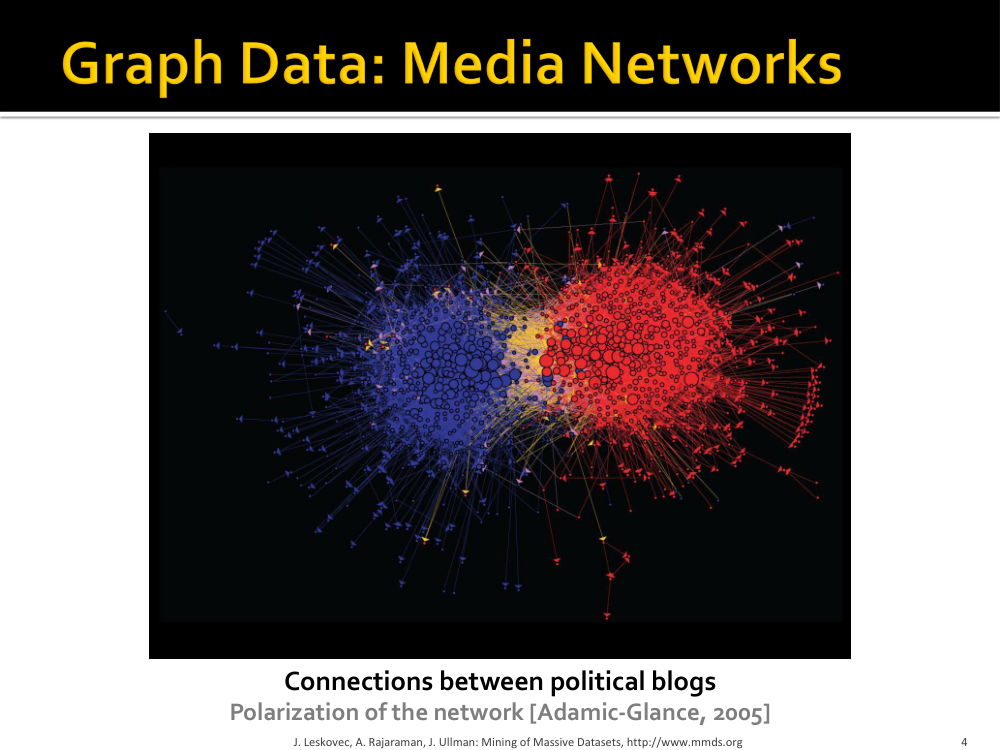 Graph Data: Media Networks
Connections between political blogs
Polarization of the network [Adamic-Glance, 2005]
J. Leskovec, A. Rajaraman, J. Ullman: Mining of Massive Datasets, http://www.mmds.org
4